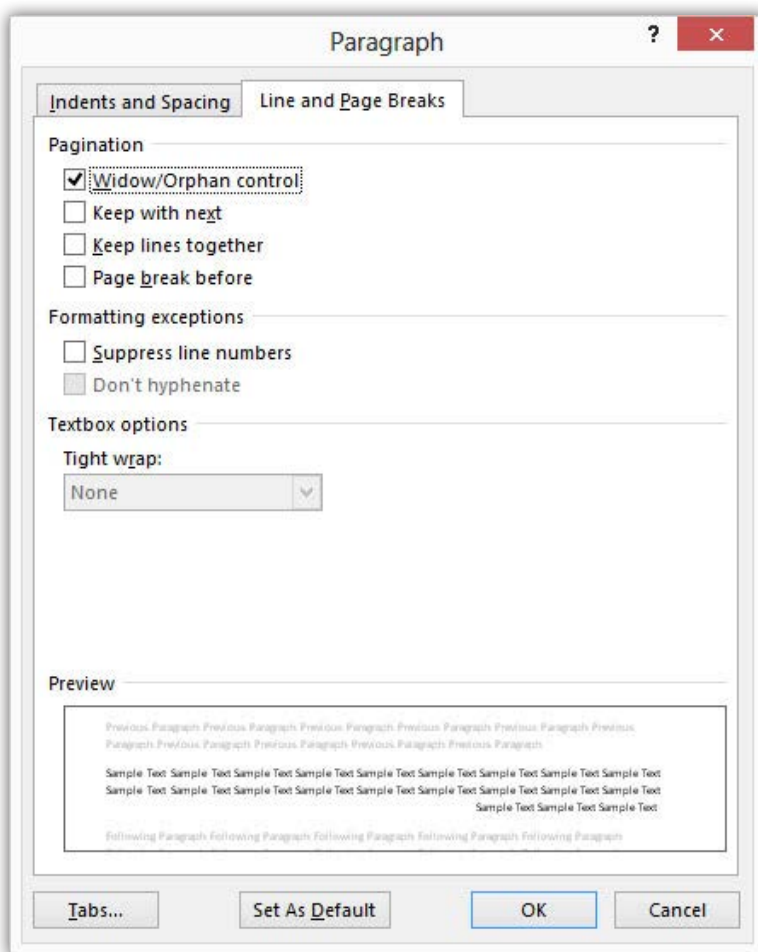 Paragraph
?
Indents and Spacing
Line and Page Breaks
Pagination
Widow/Orphan control
Keep with next
Keep lines together
Page break before
Formatting exceptions
Suppress line numbers
Don't hyphenate
Textbox options
Tight wrap:
None
Preview
Previous Paragraph Previous Paragraph Previous Paragraph Previous Paragraph Previous Paragraph Previous
Paragraph Previous Paragraph Previous Paragraph Previous Paragraph Previous Paragraph
Sample Text Sample Text Sample Text Sample Text Sample Text Sample Text Sample Text Sample Text Sample Text
Sample Text Sample Text Sample Text Sample Text Sample Text Sample Text Sample Text Sample Text Sample Text
Sample Text Sample Text Sample Text
Following Paragraph Following Paragraph Following Paragraph Following Paragraph Following Paragraph
Tabs...
Set As Default
OK
Cancel